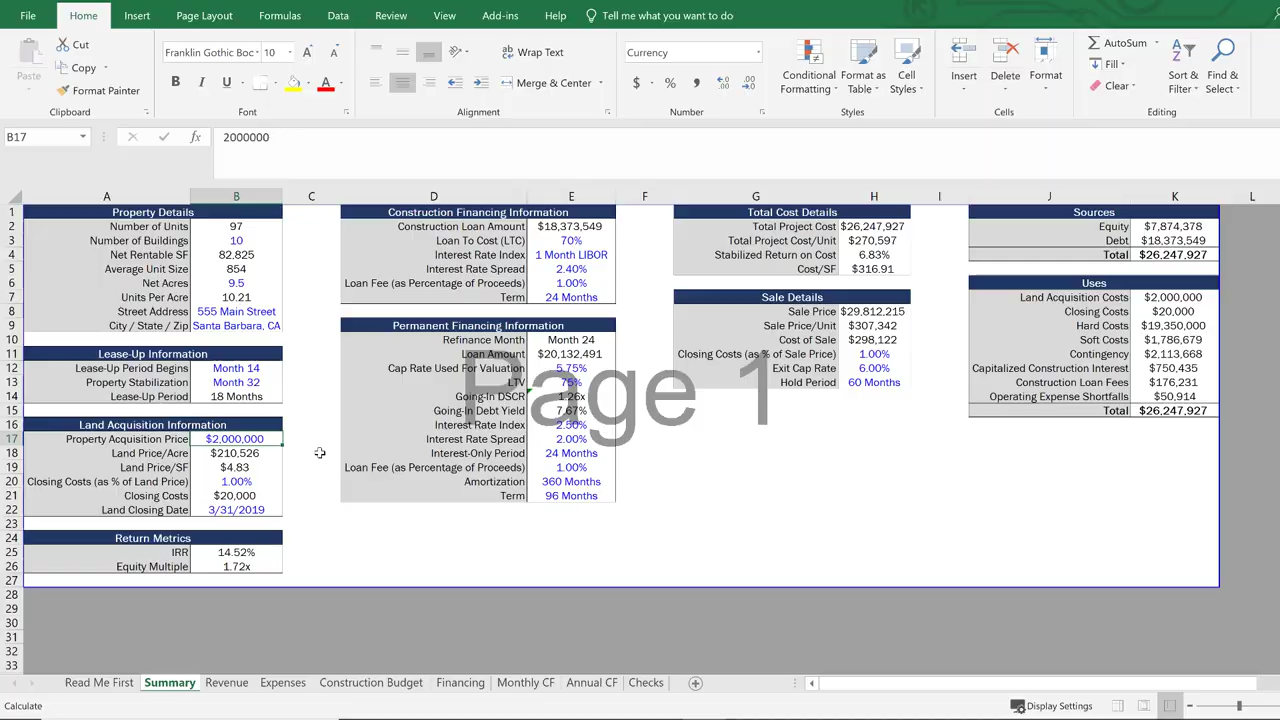 File Home Insert Page Layout Formulas Data Review View Add-ins Help Tell me what you want to do
Cut
Copy
Format Painter
Paste
Clipboard
Franklin Gothic Boc 10 A A
B I U A
Font
Wrap Text
Merge & Center
Alignment
Currency
$ % ,
Number
Conditional Formatting
Format as Table
Cell Styles
Styles
Insert Delete Format
Cells
AutoSum
Fill
Clear
Sort & Filter
Find & Select
Editing
B17 fx 2000000
A B C D E F G H I J K L
1 Property Details Construction Financing Information Total Cost Details Sources
2 Number of Units 97 Construction Loan Amount $18,373,549 Total Project Cost $26,247,927 Equity $7,874,378
3 Number of Buildings 10 Loan To Cost (LTC) 70% Total Project Cost/Unit $270,597 Debt $18,373,549
4 Net Rentable SF 82,825 Interest Rate Index 1 Month LIBOR Stabilized Return on Cost 6.83% Total $26,247,927
5 Average Unit Size 854 Interest Rate Spread 2.40% Cost/SF $316.91
6 Net Acres 9.5 Loan Fee (as Percentage of Proceeds) 1.00% Uses
7 Units Per Acre 10.21 Term 24 Months Sale Details Land Acquisition Costs $2,000,000
8 Street Address 555 Main Street Sale Price $29,812,215 Closing Costs $20,000
9 City / State / Zip Santa Barbara, CA Permanent Financing Information Sale Price/Unit $307,342 Hard Costs $19,350,000
10 Refinance Month Month 24 Cost of Sale $298,122 Soft Costs $1,786,679
11 Lease-Up Information Loan Amount $20,132,491 Closing Costs (as % of Sale Price) 1.00% Contingency $2,113,668
12 Lease-Up Period Begins Month 14 Cap Rate Used For Valuation 5.75% Exit Cap Rate 6.00% Capitalized Construction Interest $750,435
13 Property Stabilization Month 32 LTV 75% Hold Period 60 Months Construction Loan Fees $176,231
14 Lease-Up Period 18 Months Going-In DSCR 1.26x Operating Expense Shortfalls $50,914
15 Going-In Debt Yield 7.67% Total $26,247,927
16 Land Acquisition Information Interest Rate Index 2.50%
17 Property Acquisition Price $2,000,000 Interest Rate Spread 2.00%
18 Land Price/Acre $210,526 Interest-Only Period 24 Months
19 Land Price/SF $4.83 Loan Fee (as Percentage of Proceeds) 1.00%
20 Closing Costs (as % of Land Price) 1.00% Amortization 360 Months
21 Closing Costs $20,000 Term 96 Months
22 Land Closing Date 3/31/2019
23
24 Return Metrics
25 IRR 14.52%
26 Equity Multiple 1.72x
27
28
29
30
31
32
33
Page 1
Read Me First Summary Revenue Expenses Construction Budget Financing Monthly CF Annual CF Checks
Calculate Display Settings